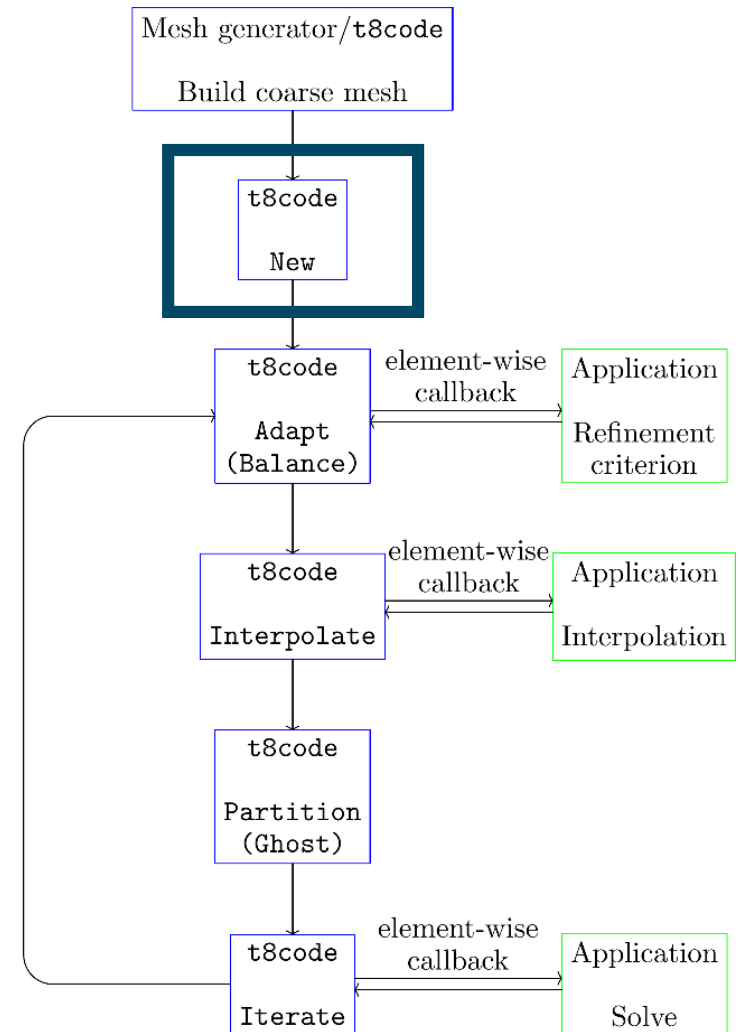 Mesh generator/t8code
Build coarse mesh
t8code
New
t8code
Adapt
(Balance)
element-wise
callback
Application
Refinement
criterion
t8code
Interpolate
element-wise
callback
Application
Interpolation
t8code
Partition
(Ghost)
t8code
Iterate
element-wise
callback
Application
Solve